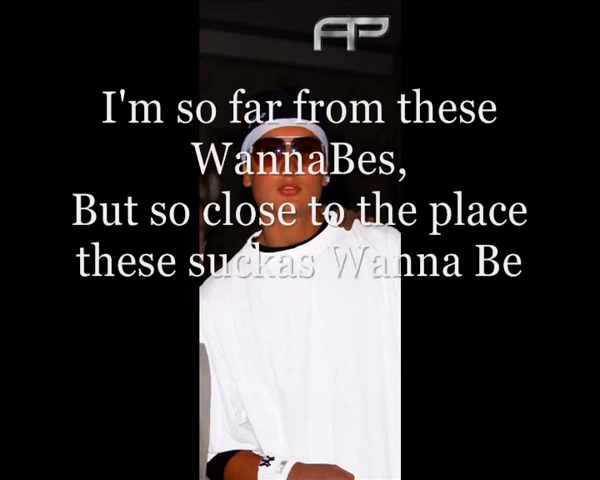 AP
I'm so far from these
WannaBes,
But so close to the place
these suckas Wanna Be